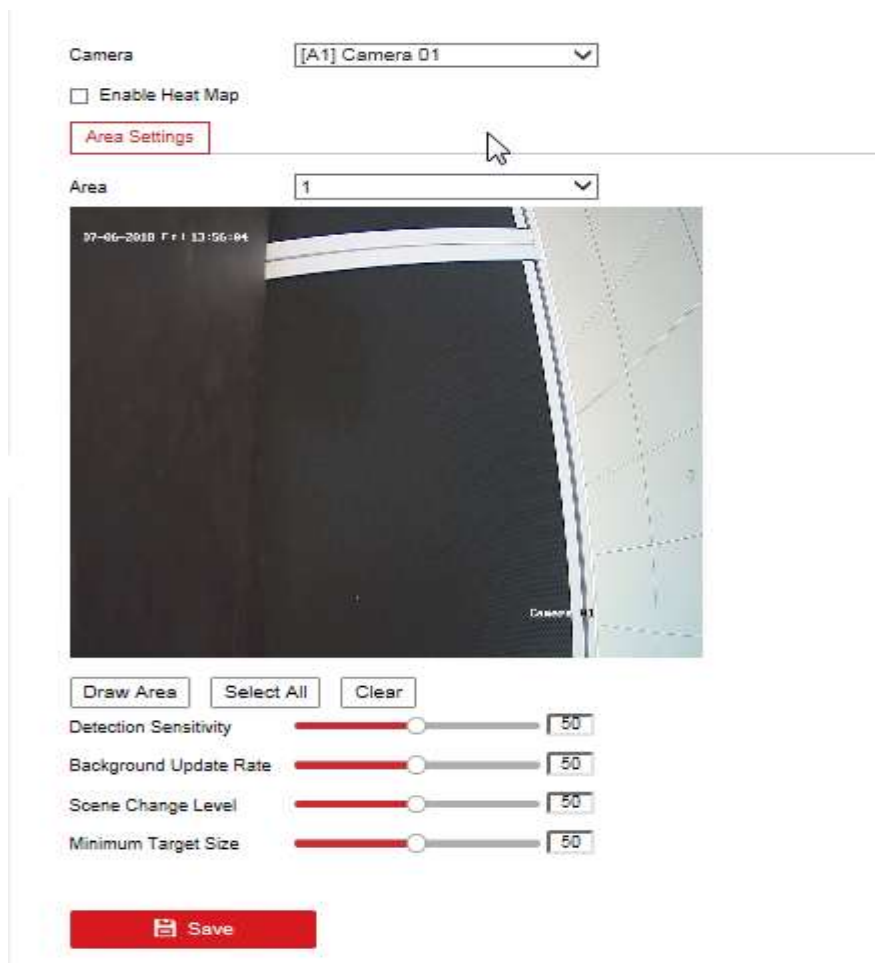 Camera [A1] Camera 01
Enable Heat Map
Area Settings
Area 1
07-06-2018 Fri 13:56:04
Camera 01
Draw Area Select All Clear
Detection Sensitivity 50
Background Update Rate 50
Scene Change Level 50
Minimum Target Size 50
Save